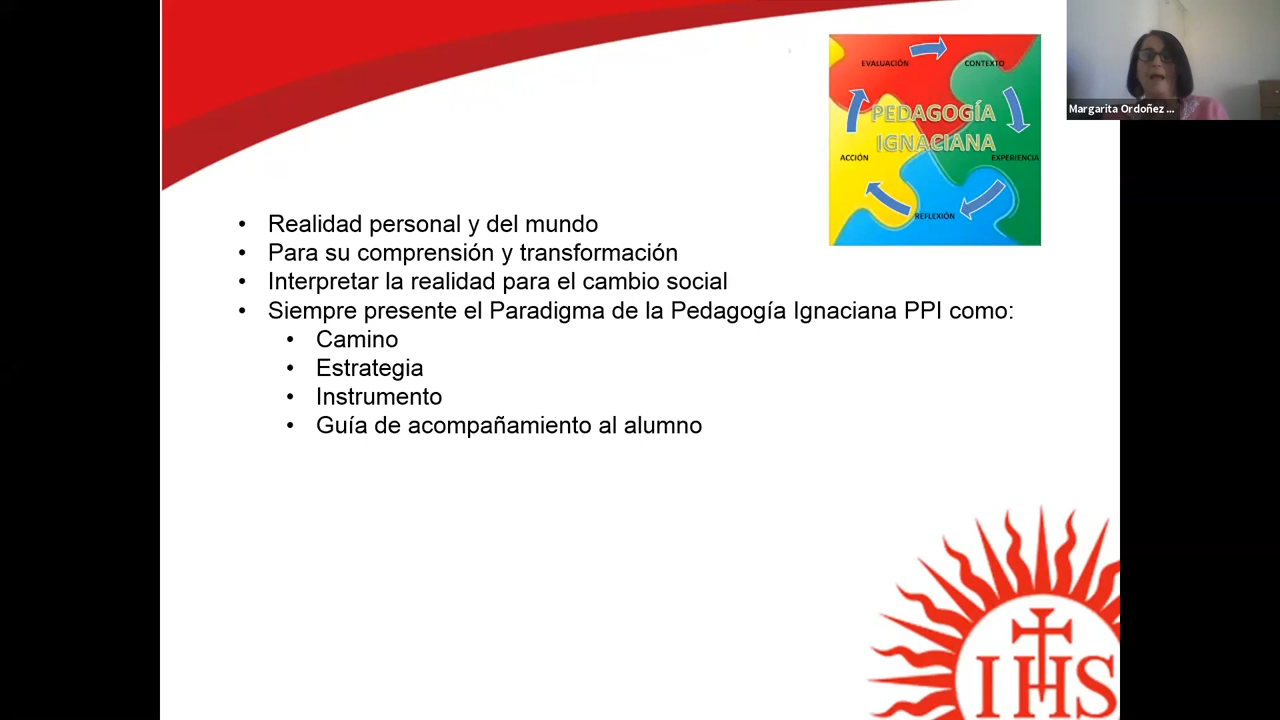 EVALUACIÓN
CONTEXTO
PEDAGOGÍA
IGNACIANA
ACCIÓN
EXPERIENCIA
REFLEXIÓN
Margarita Ordoñez ...
• Realidad personal y del mundo
• Para su comprensión y transformación
• Interpretar la realidad para el cambio social
• Siempre presente el Paradigma de la Pedagogía Ignaciana PPI como:
• Camino
• Estrategia
• Instrumento
• Guía de acompañamiento al alumno
IHS